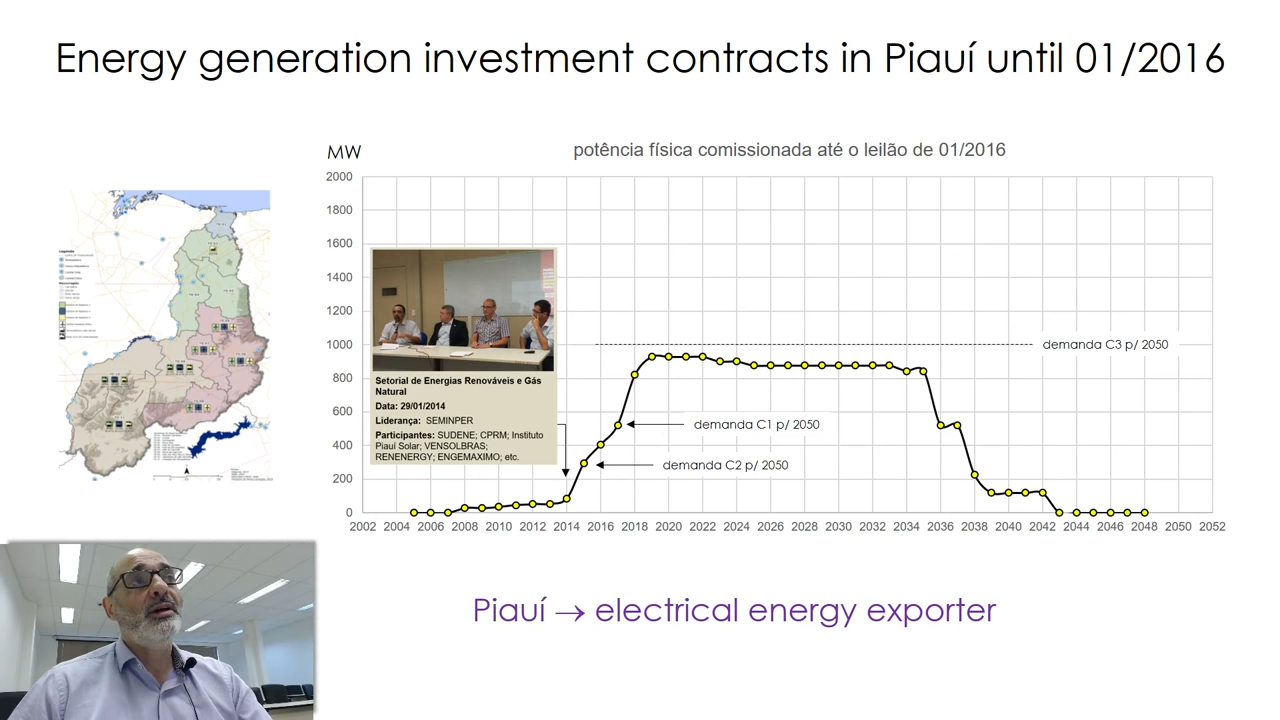 Energy generation investment contracts in Piauí until 01/2016
MW
potência física comissionada até o leilão de 01/2016
2000
1800
1600
1400
1200
1000
800
600
400
200
0
demanda C3 p/ 2050
demanda C1 p/ 2050
demanda C2 p/ 2050
Setorial de Energias Renováveis e Gás
Natural
Data: 29/01/2014
Liderança: SEMINPER
Participantes: SUDENE; CPRM; Instituto
Piauí Solar; VENSOLBRAS;
RENENERGY; ENGEMAXIMO; etc.
2002 2004 2006 2008 2010 2012 2014 2016 2018 2020 2022 2024 2026 2028 2030 2032 2034 2036 2038 2040 2042 2044 2046 2048 2050 2052
Piauí → electrical energy exporter